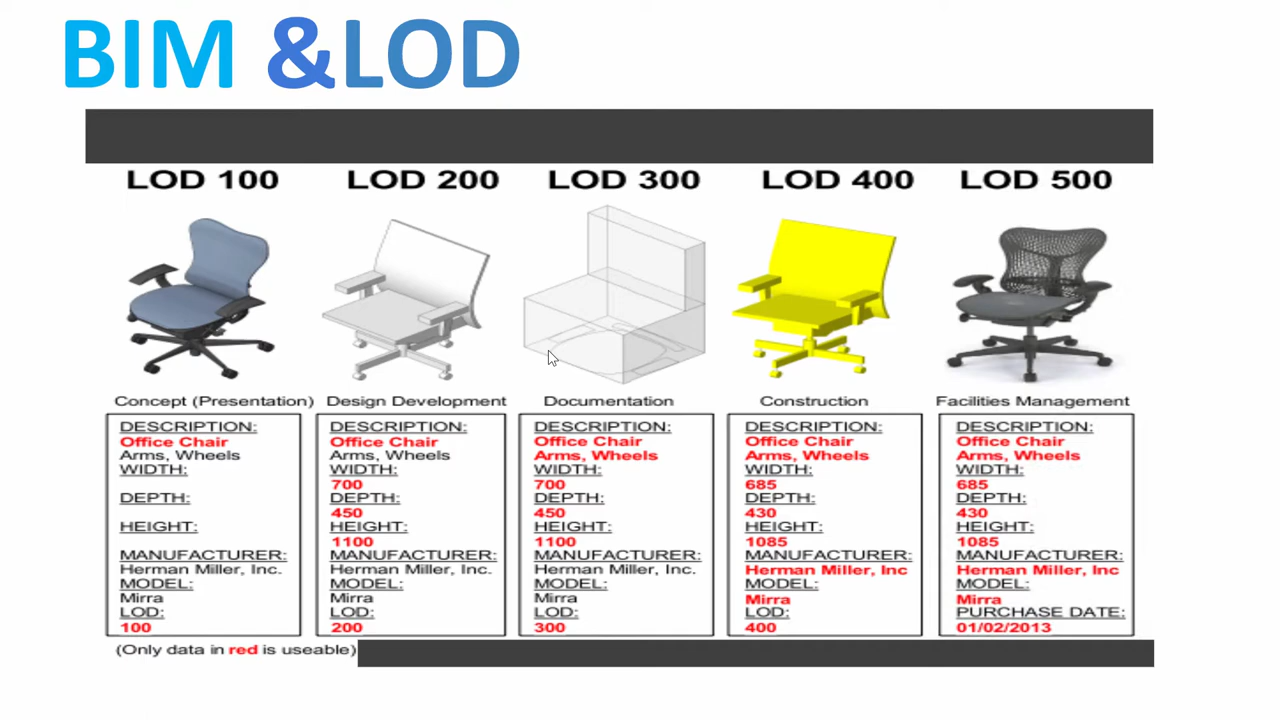 BIM &LOD
LOD 100
LOD 200
LOD 300
LOD 400
LOD 500
Concept (Presentation)
Design Development
Documentation
Construction
Facilities Management
DESCRIPTION:
Office Chair
Arms, Wheels
WIDTH:
DEPTH:
HEIGHT:
MANUFACTURER:
Herman Miller, Inc.
MODEL:
Mirra
LOD:
100
DESCRIPTION:
Office Chair
Arms, Wheels
WIDTH:
700
DEPTH:
450
HEIGHT:
1100
MANUFACTURER:
Herman Miller, Inc.
MODEL:
Mirra
LOD:
200
DESCRIPTION:
Office Chair
Arms, Wheels
WIDTH:
700
DEPTH:
450
HEIGHT:
1100
MANUFACTURER:
Herman Miller, Inc.
MODEL:
Mirra
LOD:
300
DESCRIPTION:
Office Chair
Arms, Wheels
WIDTH:
685
DEPTH:
430
HEIGHT:
1085
MANUFACTURER:
Herman Miller, Inc
MODEL:
Mirra
LOD:
400
DESCRIPTION:
Office Chair
Arms, Wheels
WIDTH:
685
DEPTH:
430
HEIGHT:
1085
MANUFACTURER:
Herman Miller, Inc
MODEL:
Mirra
PURCHASE DATE:
01/02/2013
(Only data in red is useable)